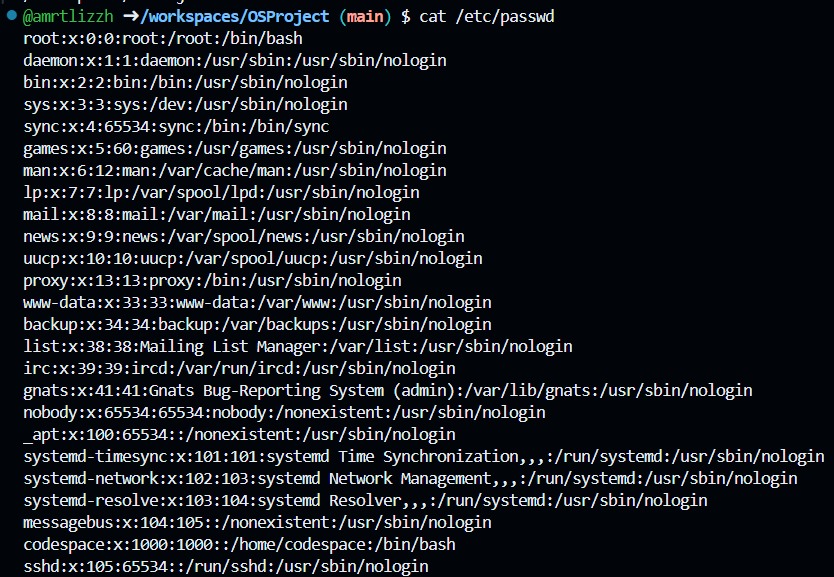 @amrtlizzh ➜/workspaces/OSProject (main) $ cat /etc/passwd
root:x:0:0:root:/root:/bin/bash
daemon:x:1:1:daemon:/usr/sbin:/usr/sbin/nologin
bin:x:2:2:bin:/bin:/usr/sbin/nologin
sys:x:3:3:sys:/dev:/usr/sbin/nologin
sync:x:4:65534:sync:/bin:/bin/sync
games:x:5:60:games:/usr/games:/usr/sbin/nologin
man:x:6:12:man:/var/cache/man:/usr/sbin/nologin
lp:x:7:7:lp:/var/spool/lpd:/usr/sbin/nologin
mail:x:8:8:mail:/var/mail:/usr/sbin/nologin
news:x:9:9:news:/var/spool/news:/usr/sbin/nologin
uucp:x:10:10:uucp:/var/spool/uucp:/usr/sbin/nologin
proxy:x:13:13:proxy:/bin:/usr/sbin/nologin
www-data:x:33:33:www-data:/var/www:/usr/sbin/nologin
backup:x:34:34:backup:/var/backups:/usr/sbin/nologin
list:x:38:38:Mailing List Manager:/var/list:/usr/sbin/nologin
irc:x:39:39:ircd:/var/run/ircd:/usr/sbin/nologin
gnats:x:41:41:Gnats Bug-Reporting System (admin):/var/lib/gnats:/usr/sbin/nologin
nobody:x:65534:65534:nobody:/nonexistent:/usr/sbin/nologin
_apt:x:100:65534::/nonexistent:/usr/sbin/nologin
systemd-timesync:x:101:101:systemd Time Synchronization,,,:/run/systemd:/usr/sbin/nologin
systemd-network:x:102:103:systemd Network Management,,,:/run/systemd:/usr/sbin/nologin
systemd-resolve:x:103:104:systemd Resolver,,,:/run/systemd:/usr/sbin/nologin
messagebus:x:104:105::/nonexistent:/usr/sbin/nologin
codespace:x:1000:1000::/home/codespace:/bin/bash
sshd:x:105:65534::/run/sshd:/usr/sbin/nologin